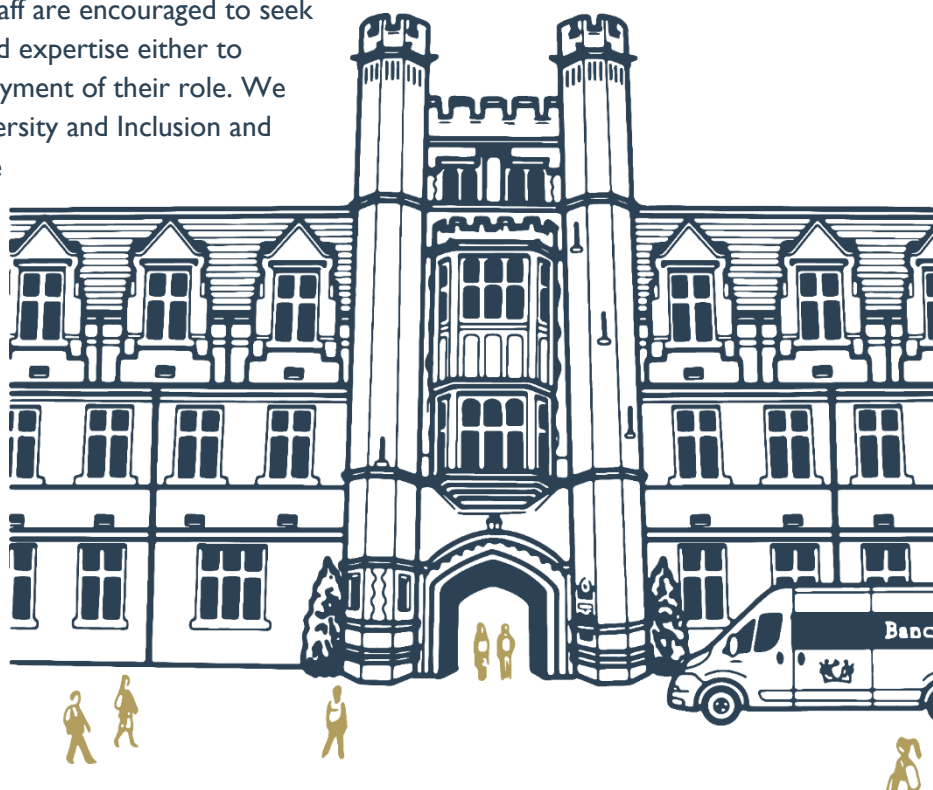 aff are encouraged to seek
d expertise either to
yment of their role. We
ersity and Inclusion and
e
Banc